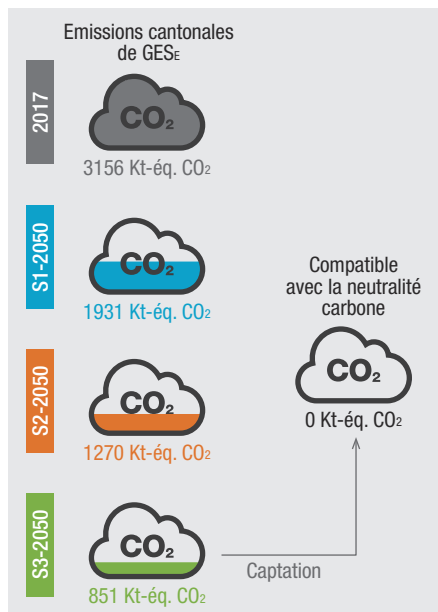 Emissions cantonales
de GESE
2017
CO₂
3156 Kt-éq. CO₂
S1-2050
CO₂
1931 Kt-éq. CO₂
S2-2050
CO₂
1270 Kt-éq. CO₂
S3-2050
CO₂
851 Kt-éq. CO₂
Captation
Compatible
avec la neutralité
carbone
CO₂
0 Kt-éq. CO₂